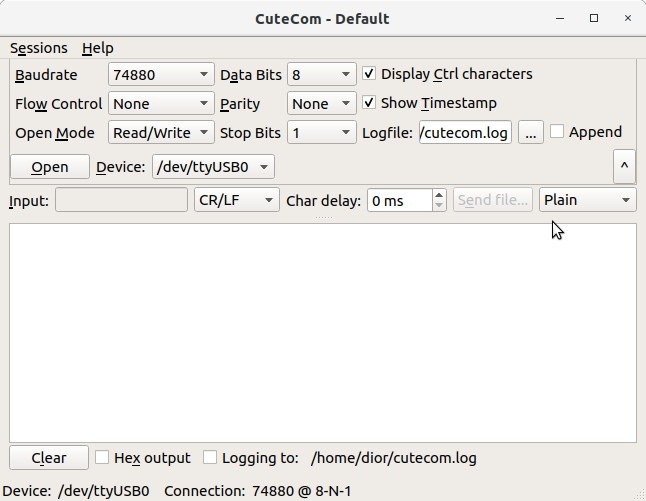 CuteCom - Default
Sessions Help
Baudrate 74880 Data Bits 8 Display Ctrl characters
Flow Control None Parity None Show Timestamp
Open Mode Read/Write Stop Bits 1 Logfile: /cutecom.log ... Append
Open Device: /dev/ttyUSB0 ^
Input: CR/LF Char delay: 0 ms Send file... Plain
Clear Hex output Logging to: /home/dior/cutecom.log
Device: /dev/ttyUSB0 Connection: 74880 @ 8-N-1